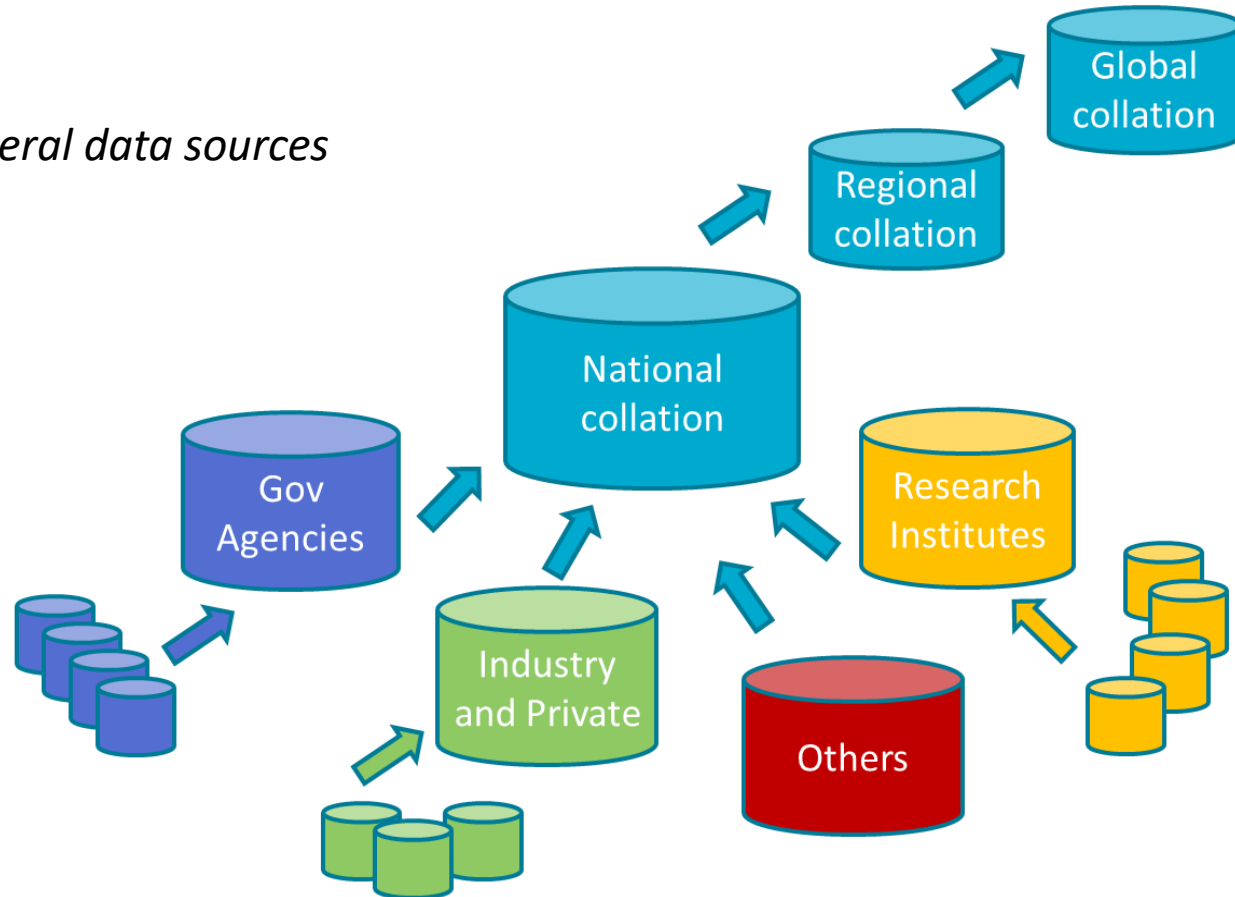 Global
collation
eral data sources
Regional
collation
National
collation
Gov
Agencies
Research
Institutes
Industry
and Private
Others